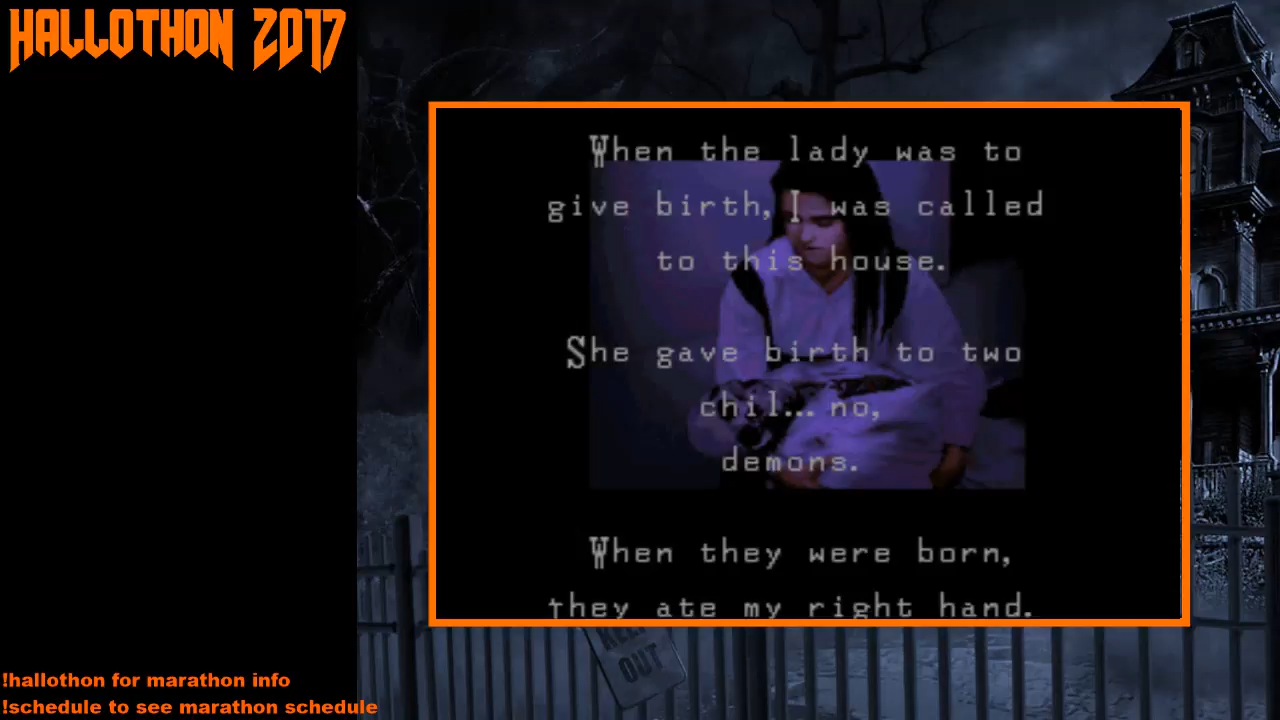 HALLOTHON 2017
When the lady was to
give birth, I was called
to this house.
She gave birth to two
chil... no,
demons.
When they were born,
they ate my right hand.
KEEP
OUT
!hallothon for marathon info
!schedule to see marathon schedule